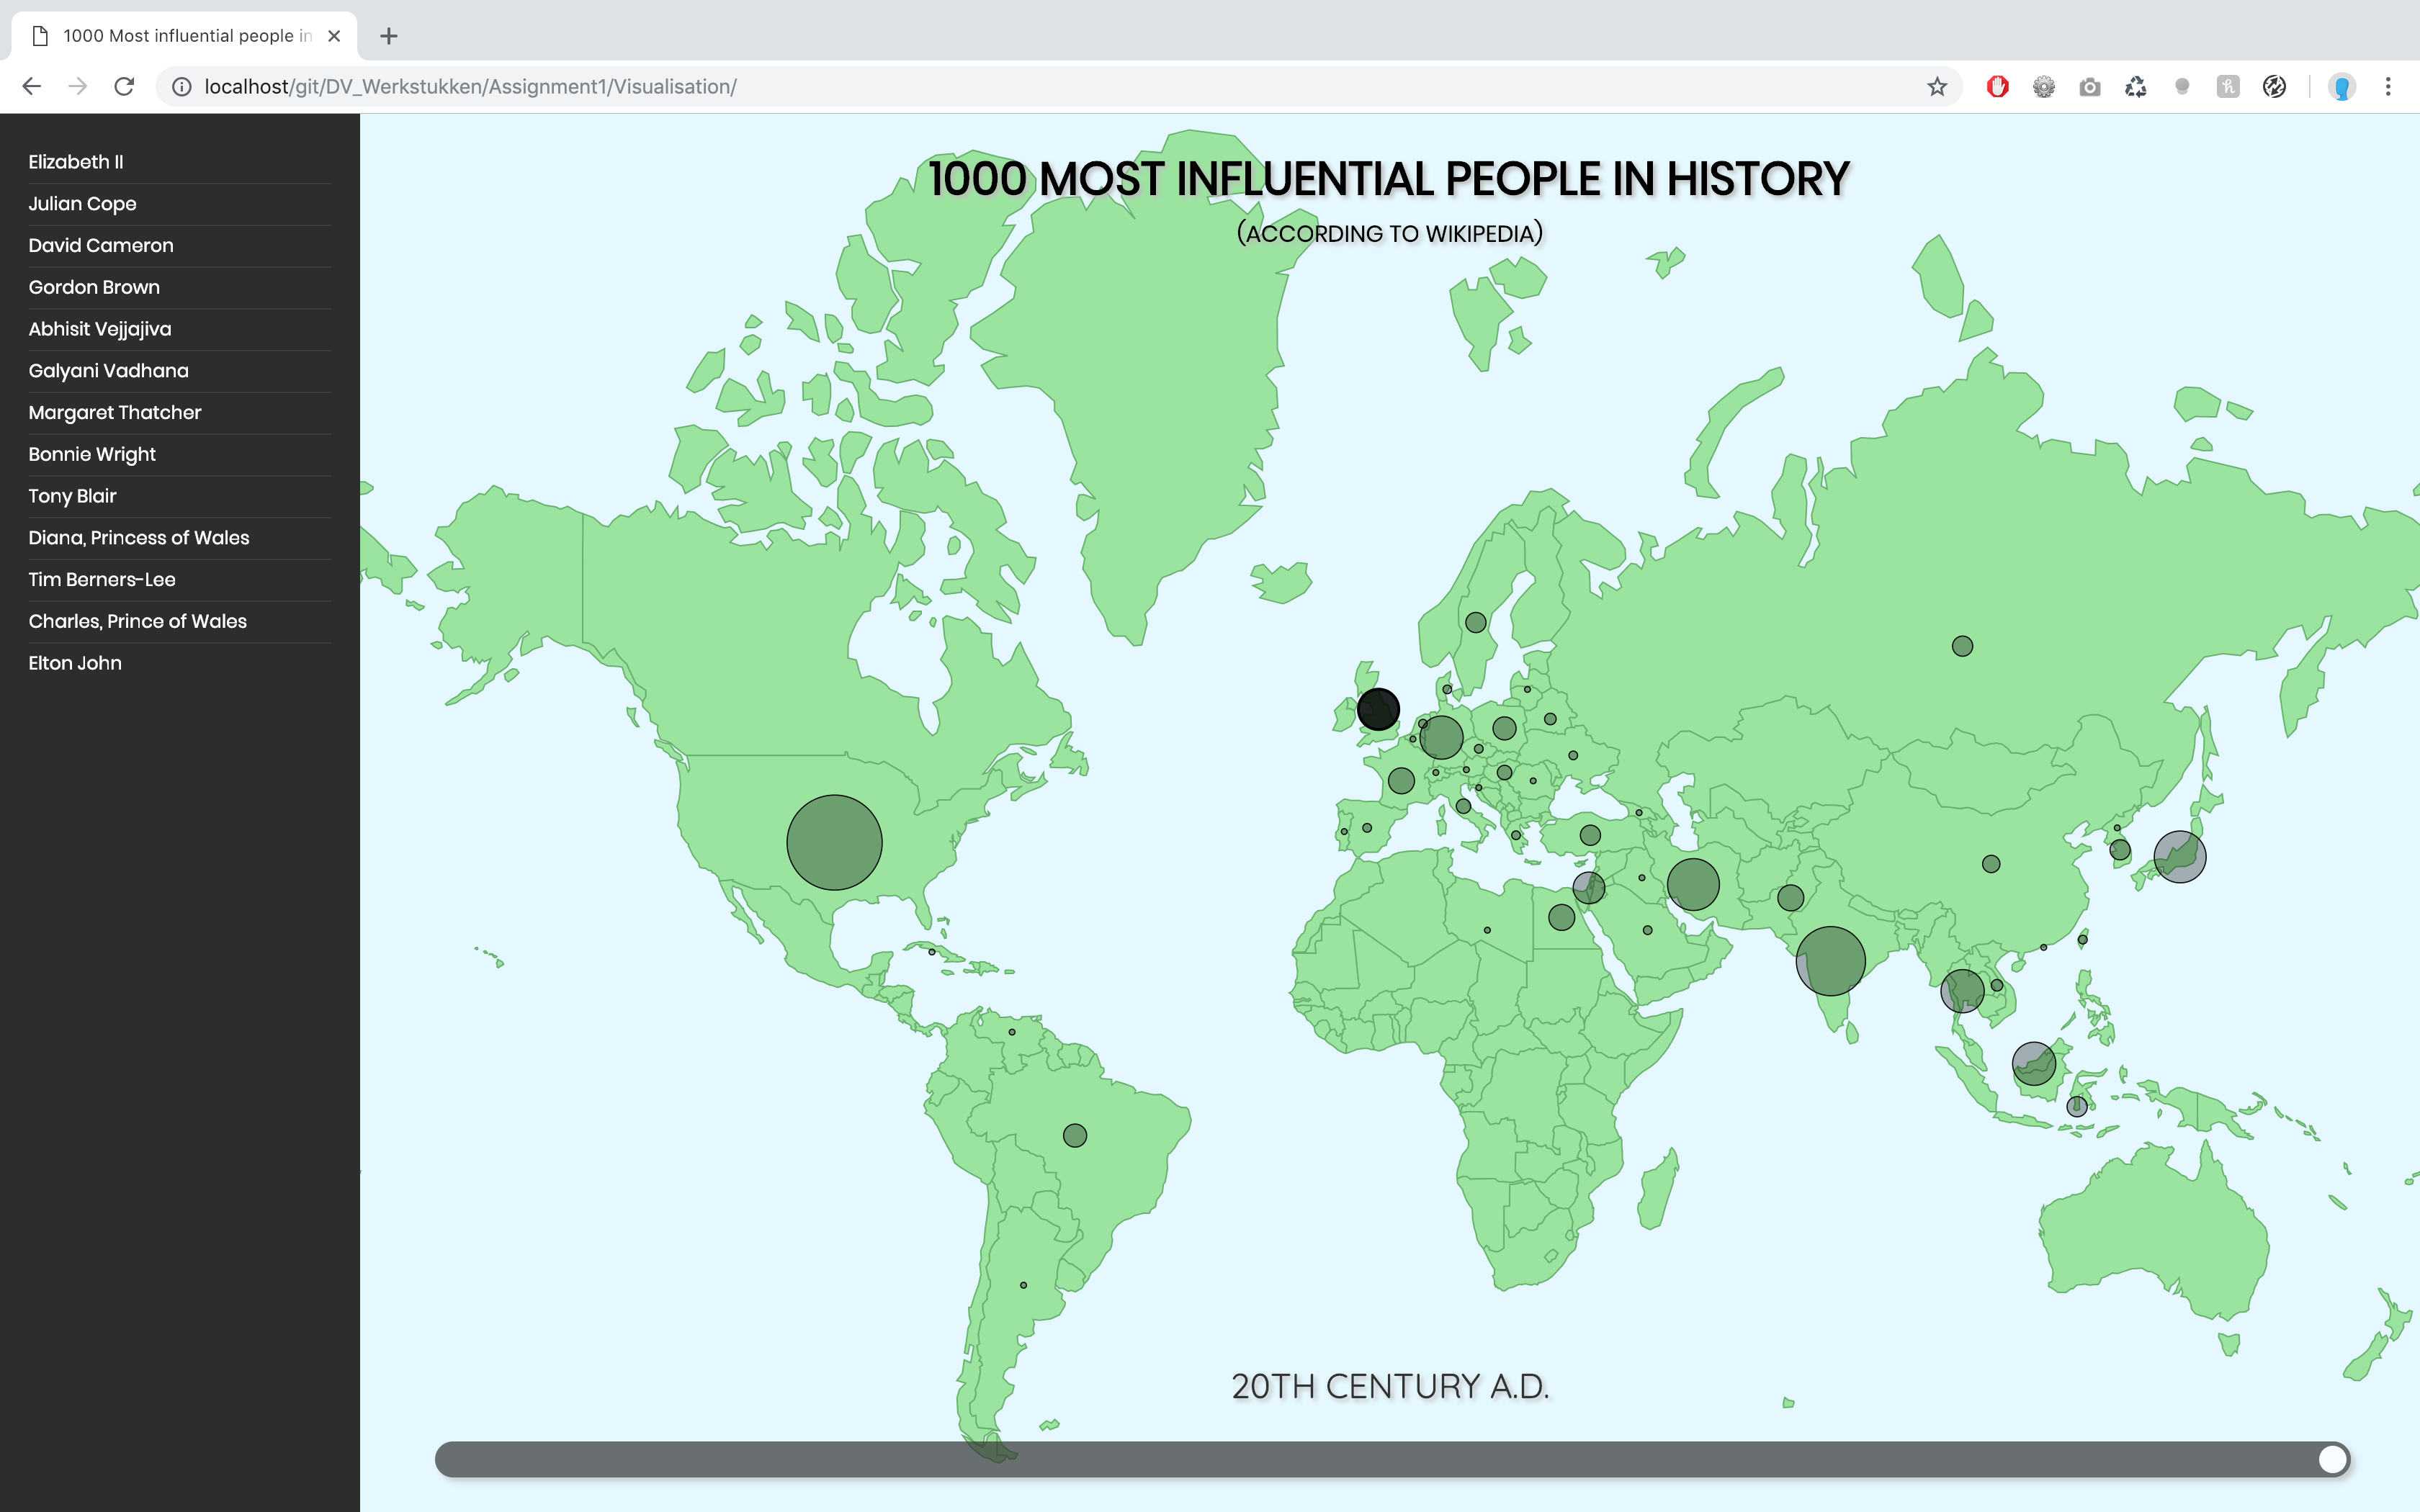 1000 Most influential people in
localhost/git/DV_Werkstukken/Assignment1/Visualisation/
Elizabeth II
Julian Cope
David Cameron
Gordon Brown
Abhisit Vejjajiva
Galyani Vadhana
Margaret Thatcher
Bonnie Wright
Tony Blair
Diana, Princess of Wales
Tim Berners-Lee
Charles, Prince of Wales
Elton John
1000 MOST INFLUENTIAL PEOPLE IN HISTORY
(ACCORDING TO WIKIPEDIA)
20TH CENTURY A.D.